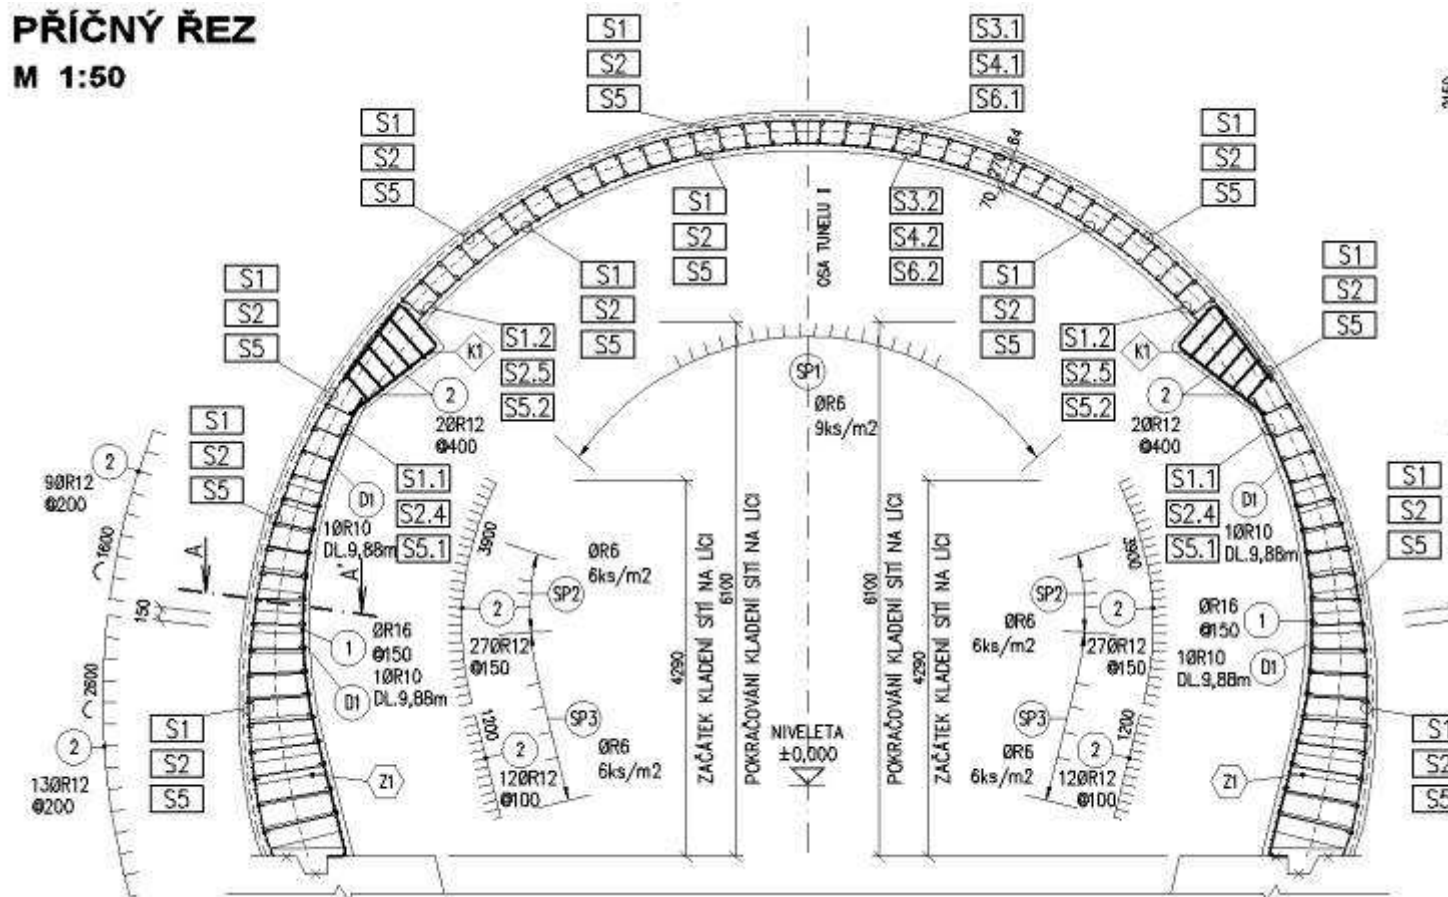 PŘÍČNÝ ŘEZ
M 1:50
S1
S2
S5
S3.1
S4.1
S6.1
S1
S2
S5
S1
S2
S5
64
270
70
S1
S2
S5
S3.2
S4.2
S6.2
OSA TUNELU I
S1
S2
S5
S1
S2
S5
S1
S2
S5
S1
S2
S5
K1
S1.2
S2.5
S5.2
2
2ØR12
@400
SP1
ØR6
9ks/m2
S1.2
S2.5
S5.2
K1
2
2ØR12
@400
S1
S2
S5
2
9ØR12
@200
1600
150
A
A'
D1
1ØR10
DL.9,88m
S1.1
S2.4
S5.1
3900
ØR6
6ks/m2
SP2
2
27ØR12
@150
1
ØR16
@150
1ØR10
DL.9,88m
D1
2600
2
13ØR12
@200
S1
S2
S5
Z1
1200
2
12ØR12
@100
SP3
ØR6
6ks/m2
4290
ZAČÁTEK KLADENÍ SÍTÍ NA LÍCI
6100
POKRAČOVÁNÍ KLADENÍ SÍTÍ NA LÍCI
NIVELETA
±0,000
6100
POKRAČOVÁNÍ KLADENÍ SÍTÍ NA LÍCI
4290
ZAČÁTEK KLADENÍ SÍTÍ NA LÍCI
SP2
ØR6
6ks/m2
3900
2
27ØR12
@150
SP3
ØR6
6ks/m2
1200
2
12ØR12
@100
S1.1
S2.4
S5.1
D1
1ØR10
DL.9,88m
ØR16
@150
1
1ØR10
DL.9,88m
D1
Z1
S1
S2
S5
S1
S2
S5